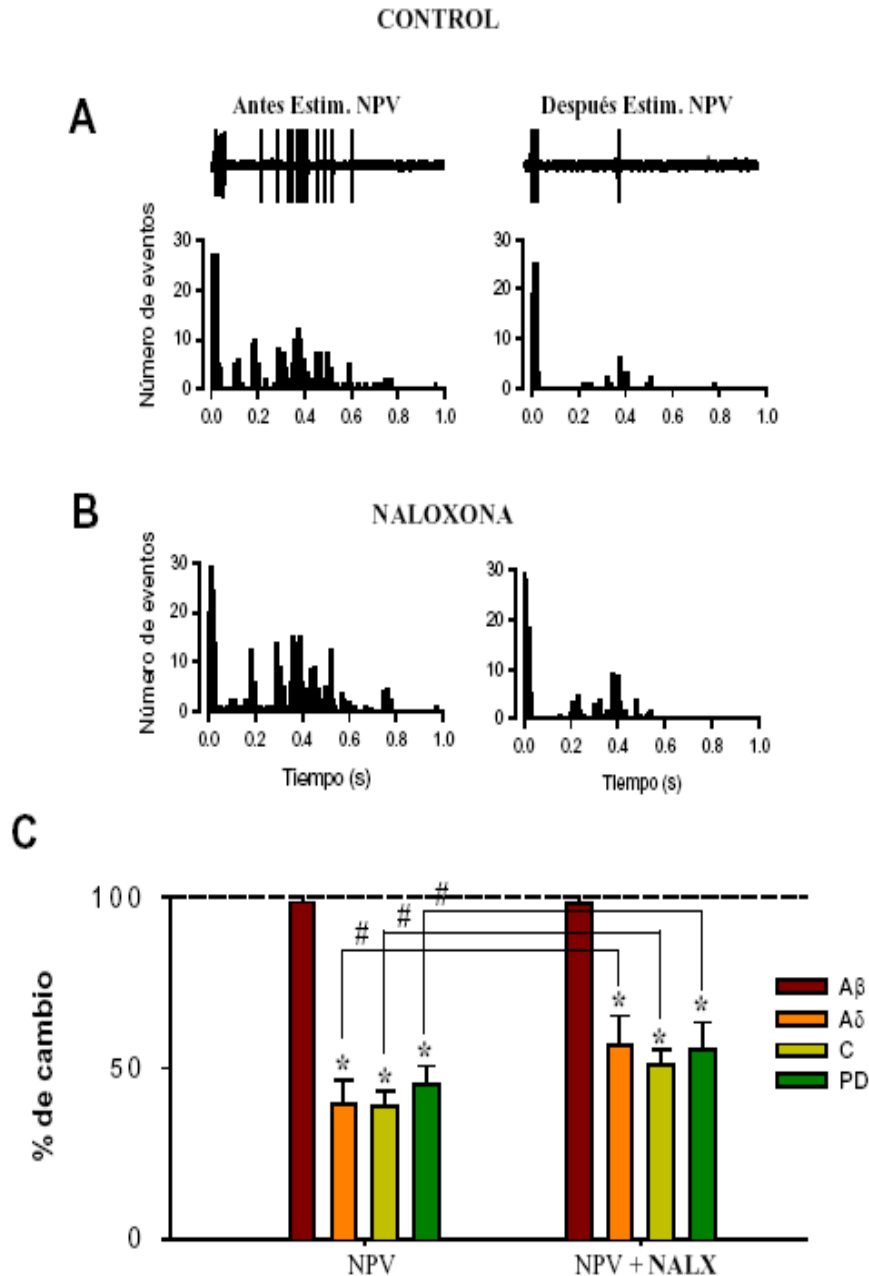 CONTROL
A
Antes Estim. NPV
Después Estim. NPV
Número de eventos
30
20
10
0
0.0 0.2 0.4 0.6 0.8 1.0
30
20
10
0
0.0 0.2 0.4 0.6 0.8 1.0
B
NALOXONA
Número de eventos
30
20
10
0
0.0 0.2 0.4 0.6 0.8 1.0
Tiempo (s)
30
20
10
0
0.0 0.2 0.4 0.6 0.8 1.0
Tiempo (s)
C
% de cambio
100
50
0
# # #
* * *
* * *
NPV
NPV + NALX
Aβ
Aδ
C
PD